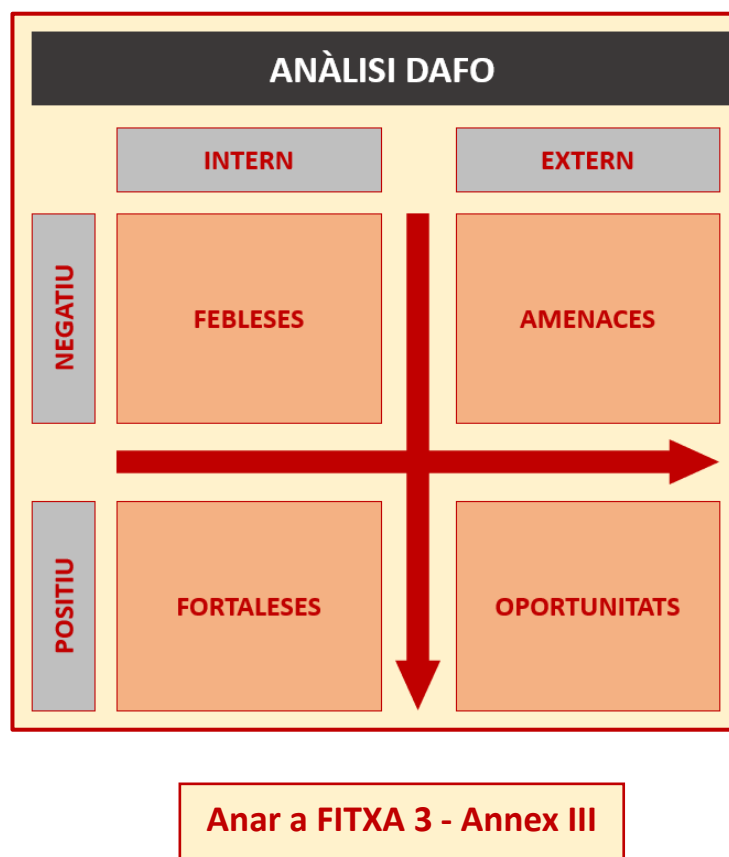 ANÀLISI DAFO
INTERN
EXTERN
NEGATIU
FEBLESES
AMENACES
POSITIU
FORTALESES
OPORTUNITATS
Anar a FITXA 3 - Annex III